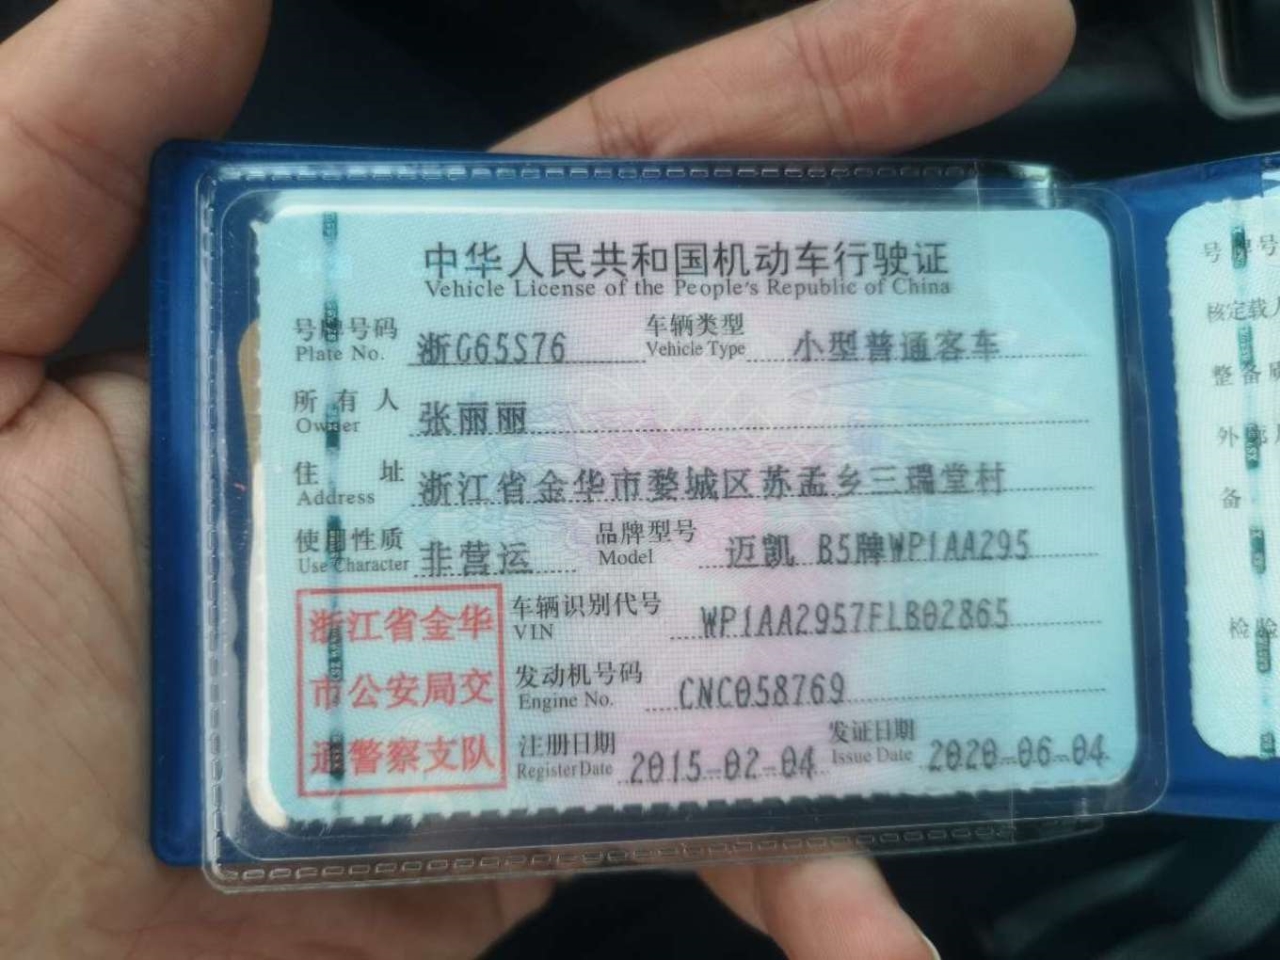 中华人民共和国机动车行驶证
Vehicle License of the People's Republic of China
号牌号码 浙G65S76 车辆类型 小型普通客车
Plate No. Vehicle Type
所有人 张丽丽
Owner
住址 浙江省金华市婺城区苏孟乡三瑞堂村
Address
使用性质 非营运 品牌型号 迈凯 B5牌WP1AA295
Use Character Model
浙江省金华
市公安局交
通警察支队
车辆识别代号 WP1AA2957FLB02865
VIN
发动机号码 CNC058769
Engine No.
注册日期 2015-02-04 发证日期 2020-06-04
Register Date Issue Date
号牌号
核定载人
整备质
外廓
备
检验